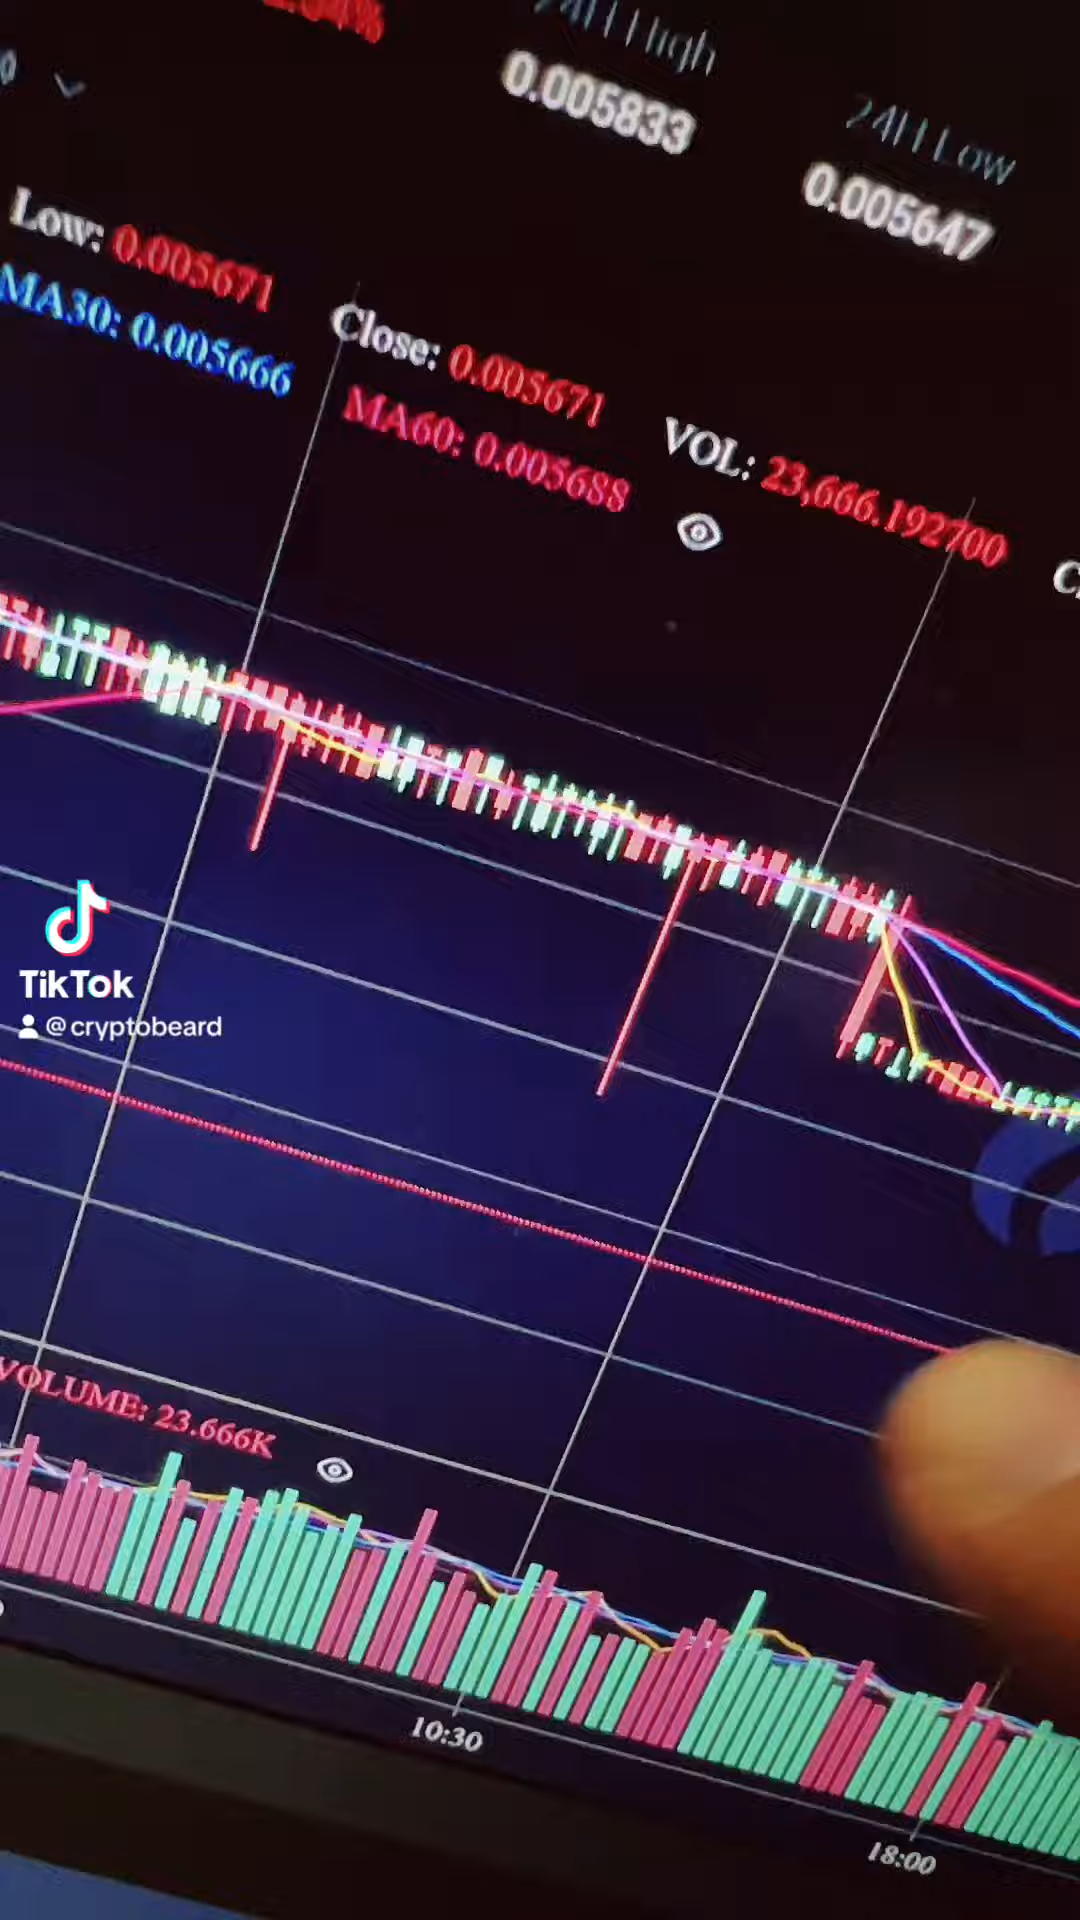 24H High
0.005833
24H Low
0.005647
Low: 0.005671
Close: 0.005671
VOL: 23,666.192700
MA30: 0.005666
MA60: 0.005688
TikTok
@cryptobeard
VOLUME: 23.666K
10:30
18:00